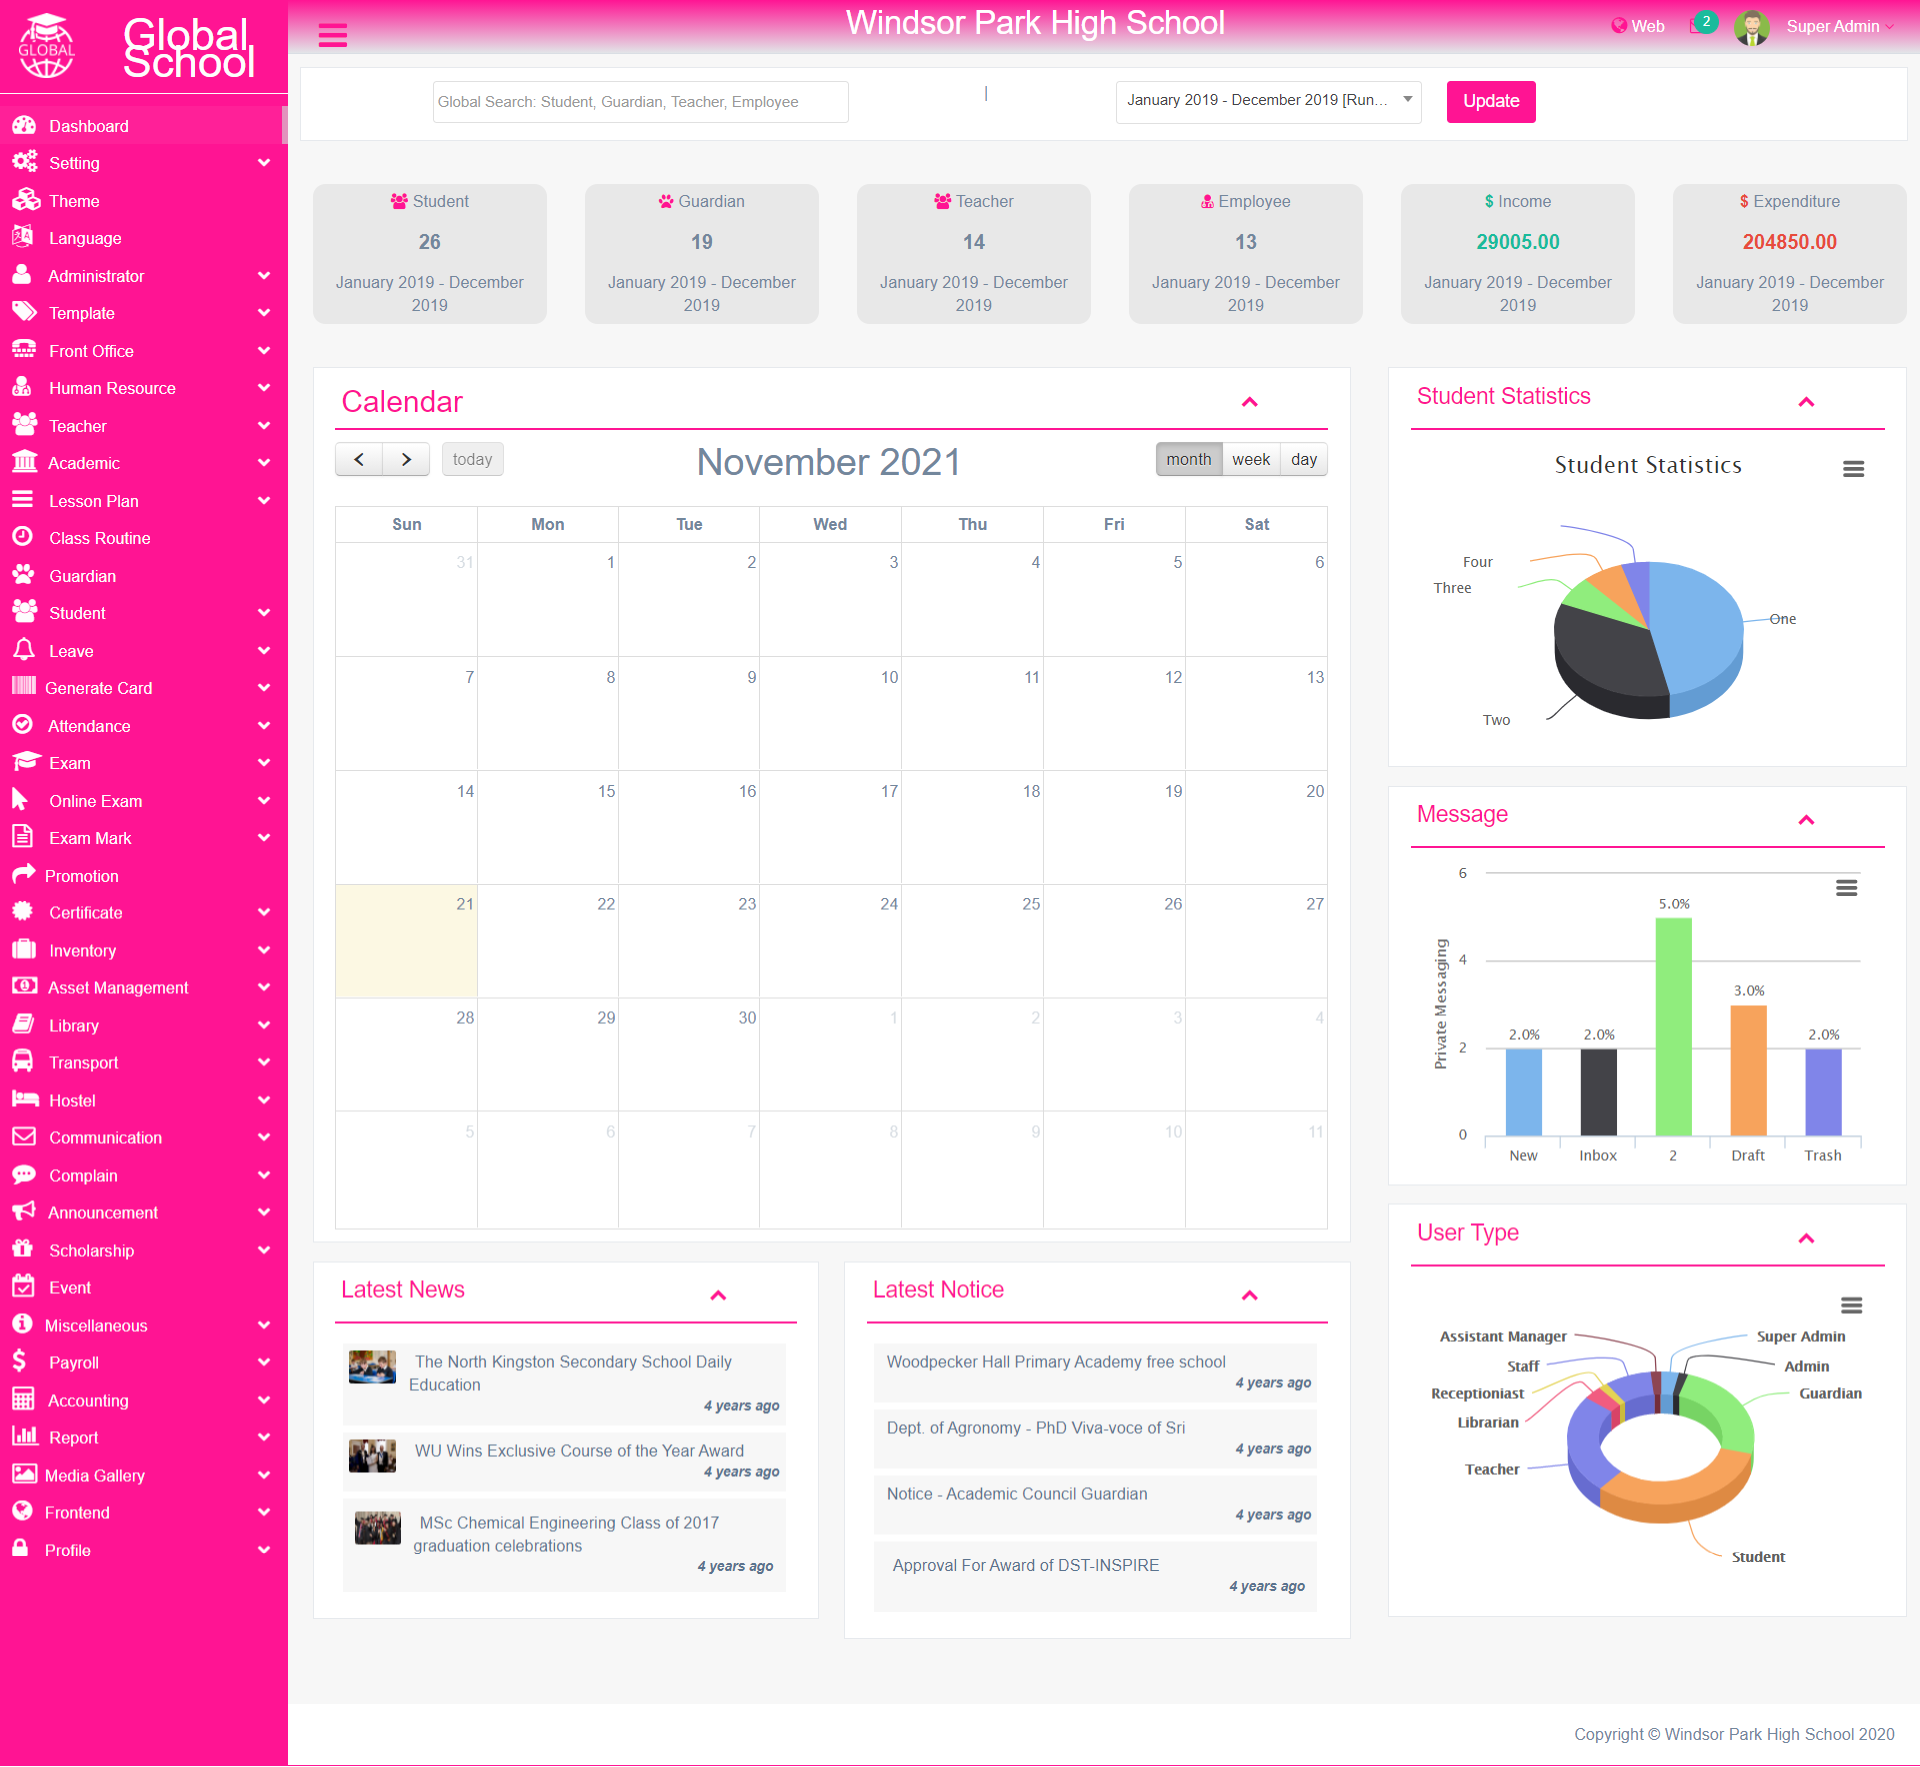 GLOBAL
Global
School
Windsor Park High School
Web
2
Super Admin
Global Search: Student, Guardian, Teacher, Employee
|
January 2019 - December 2019 [Run...
Update
Dashboard
Setting
Theme
Language
Administrator
Template
Front Office
Human Resource
Teacher
Academic
Lesson Plan
Class Routine
Guardian
Student
Leave
Generate Card
Attendance
Exam
Online Exam
Exam Mark
Promotion
Certificate
Inventory
Asset Management
Library
Transport
Hostel
Communication
Complain
Announcement
Scholarship
Event
Miscellaneous
Payroll
Accounting
Report
Media Gallery
Frontend
Profile
Student
26
January 2019 - December
2019
Guardian
19
January 2019 - December
2019
Teacher
14
January 2019 - December
2019
Employee
13
January 2019 - December
2019
$ Income
29005.00
January 2019 - December
2019
$ Expenditure
204850.00
January 2019 - December
2019
Calendar
today
November 2021
month week day
Sun Mon Tue Wed Thu Fri Sat
31 1 2 3 4 5 6
7 8 9 10 11 12 13
14 15 16 17 18 19 20
21 22 23 24 25 26 27
28 29 30 1 2 3 4
5 6 7 8 9 10 11
Student Statistics
Student Statistics
Four
Three
One
Two
Message
Private Messaging
6
4
2
0
2.0%
2.0%
5.0%
3.0%
2.0%
New Inbox 2 Draft Trash
User Type
Assistant Manager
Super Admin
Staff
Admin
Receptioniast
Guardian
Librarian
Teacher
Student
Latest News
The North Kingston Secondary School Daily
Education
4 years ago
WU Wins Exclusive Course of the Year Award
4 years ago
MSc Chemical Engineering Class of 2017
graduation celebrations
4 years ago
Latest Notice
Woodpecker Hall Primary Academy free school
4 years ago
Dept. of Agronomy - PhD Viva-voce of Sri
4 years ago
Notice - Academic Council Guardian
4 years ago
Approval For Award of DST-INSPIRE
4 years ago
Copyright © Windsor Park High School 2020